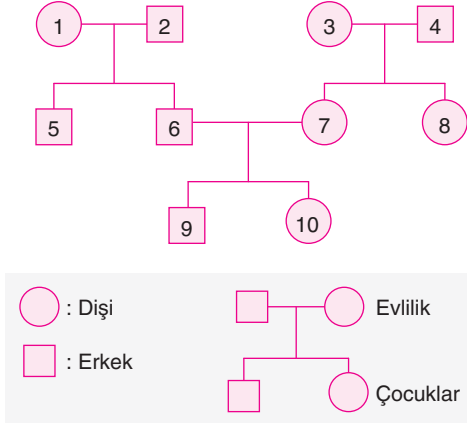 1 2 3 4
5 6 7 8
9 10
: Dişi
Evlilik
: Erkek
Çocuklar